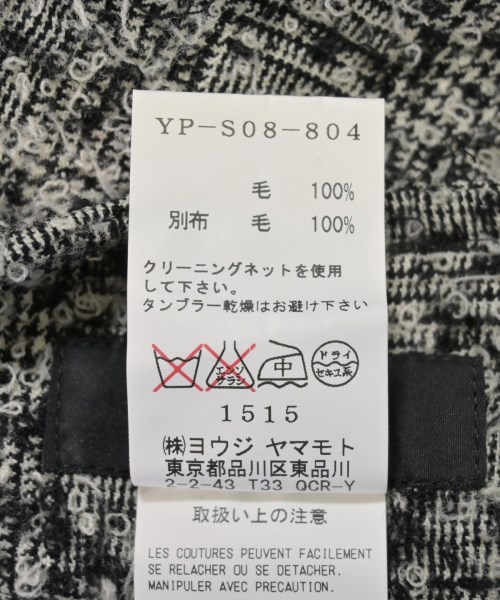 YP-S08-804
毛 100%
別布 毛 100%
クリーニングネットを使用
して下さい。
タンブラー乾燥はお避け下さい
エンソ サラシ 中 ドライ セキユ系
1515
㈱ヨウジ ヤマモト
東京都品川区東品川
2-2-43 T33 QCR-Y
取扱い上の注意
LES COUTURES PEUVENT FACILEMENT
SE RELACHER OU SE DETACHER.
MANIPULER AVEC PRECAUTION.